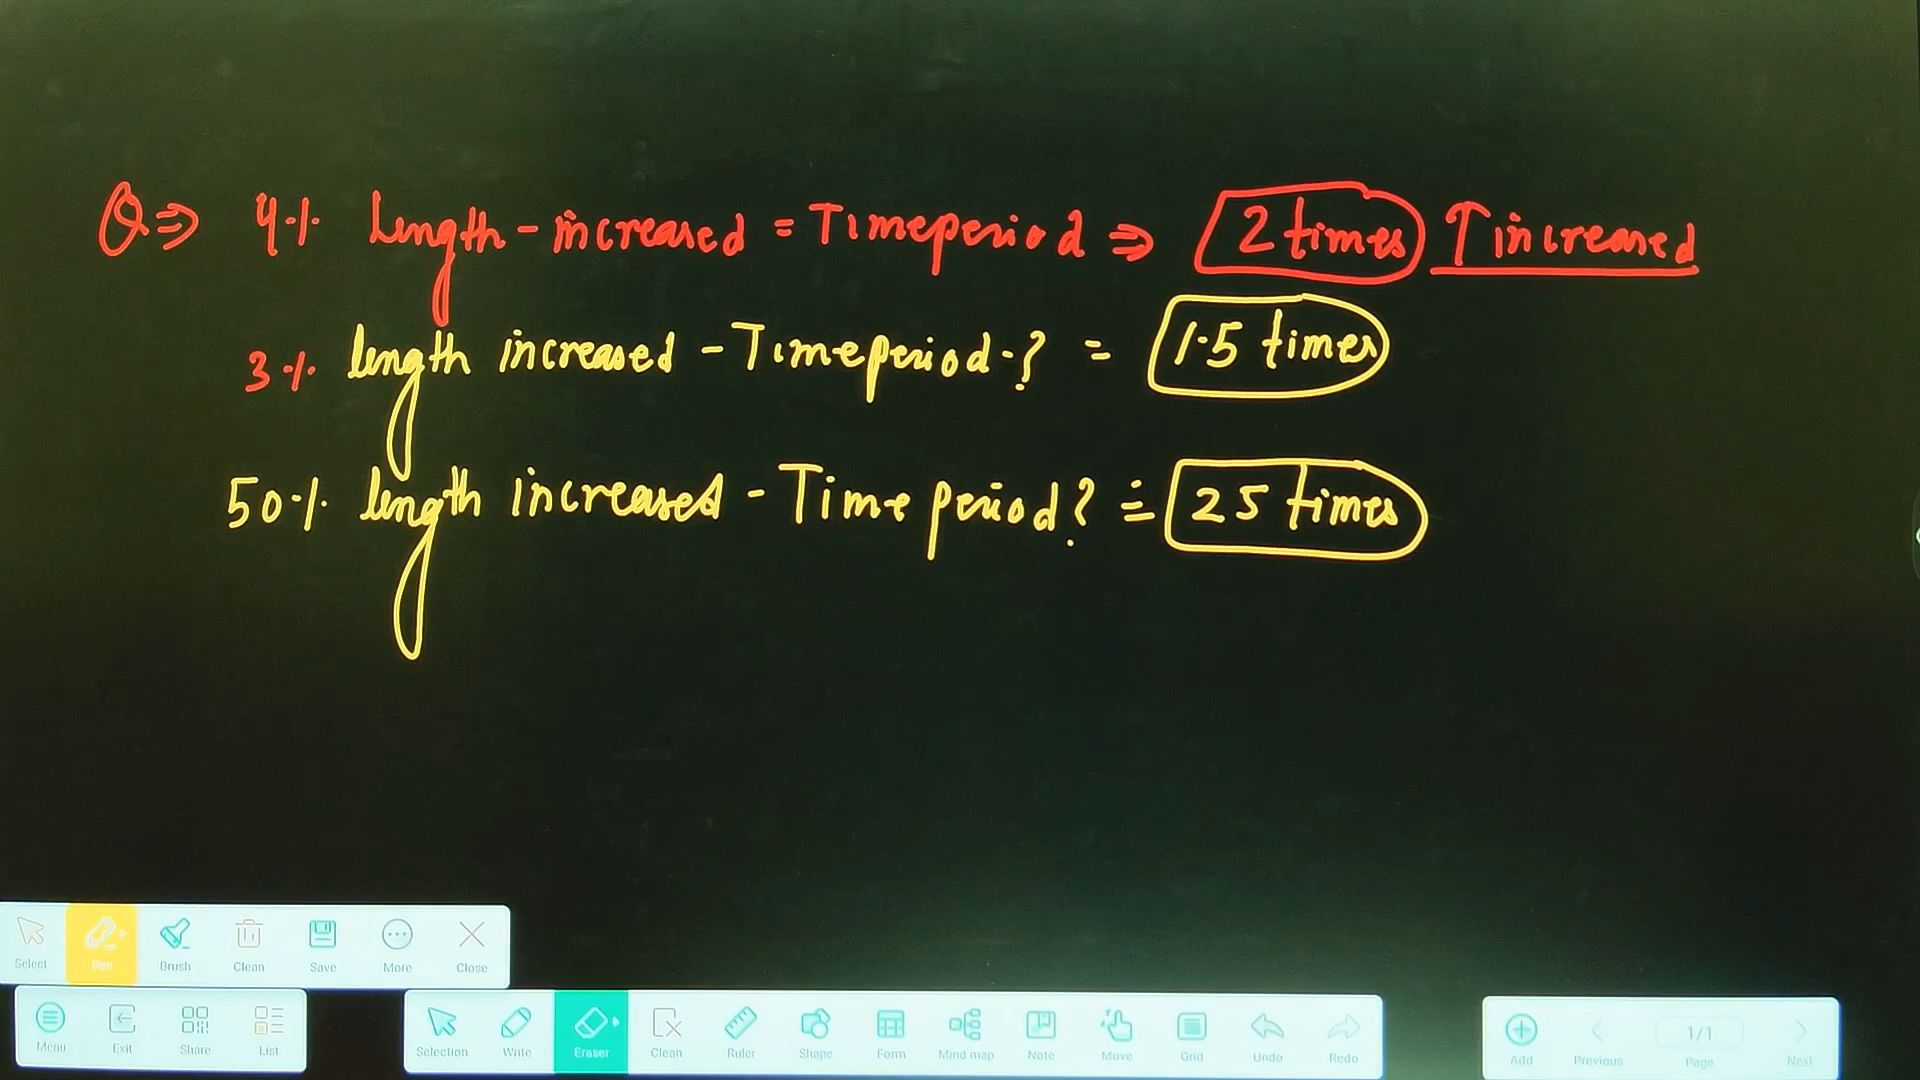 Q⇒ 4% length - increased = Timeperiod ⇒ 2 times ↑ increased
3% length increased - Timeperiod - ? = 1.5 times
50% length increased - Time period? = 25 times
Select Pen Brush Clean Save More Close
Menu Exit Share List Selection Write Eraser Clean Ruler Shape Form Mind map Note Move Grid Undo Redo Add Previous 1/1 Page Next